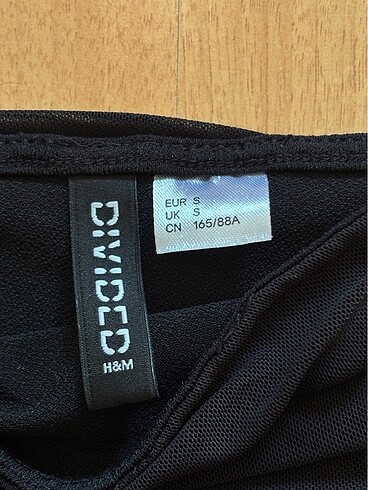 DIVIDED
H&M
EUR S
UK S
CN 165/88A